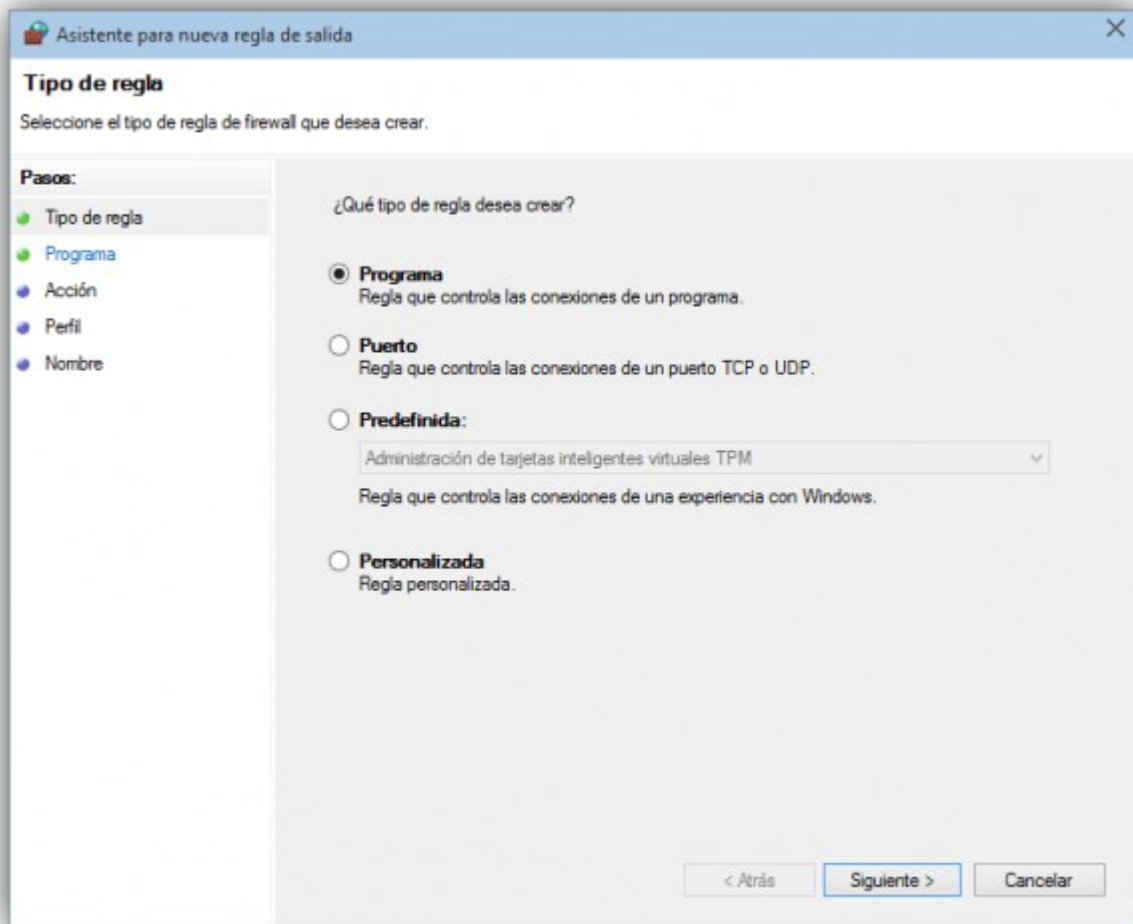 Asistente para nueva regla de salida
Tipo de regla
Seleccione el tipo de regla de firewall que desea crear.
Pasos:
Tipo de regla
Programa
Acción
Perfil
Nombre
¿Qué tipo de regla desea crear?
Programa
Regla que controla las conexiones de un programa.
Puerto
Regla que controla las conexiones de un puerto TCP o UDP.
Predefinida:
Administración de tarjetas inteligentes virtuales TPM
Regla que controla las conexiones de una experiencia con Windows.
Personalizada
Regla personalizada.
< Atrás
Siguiente >
Cancelar